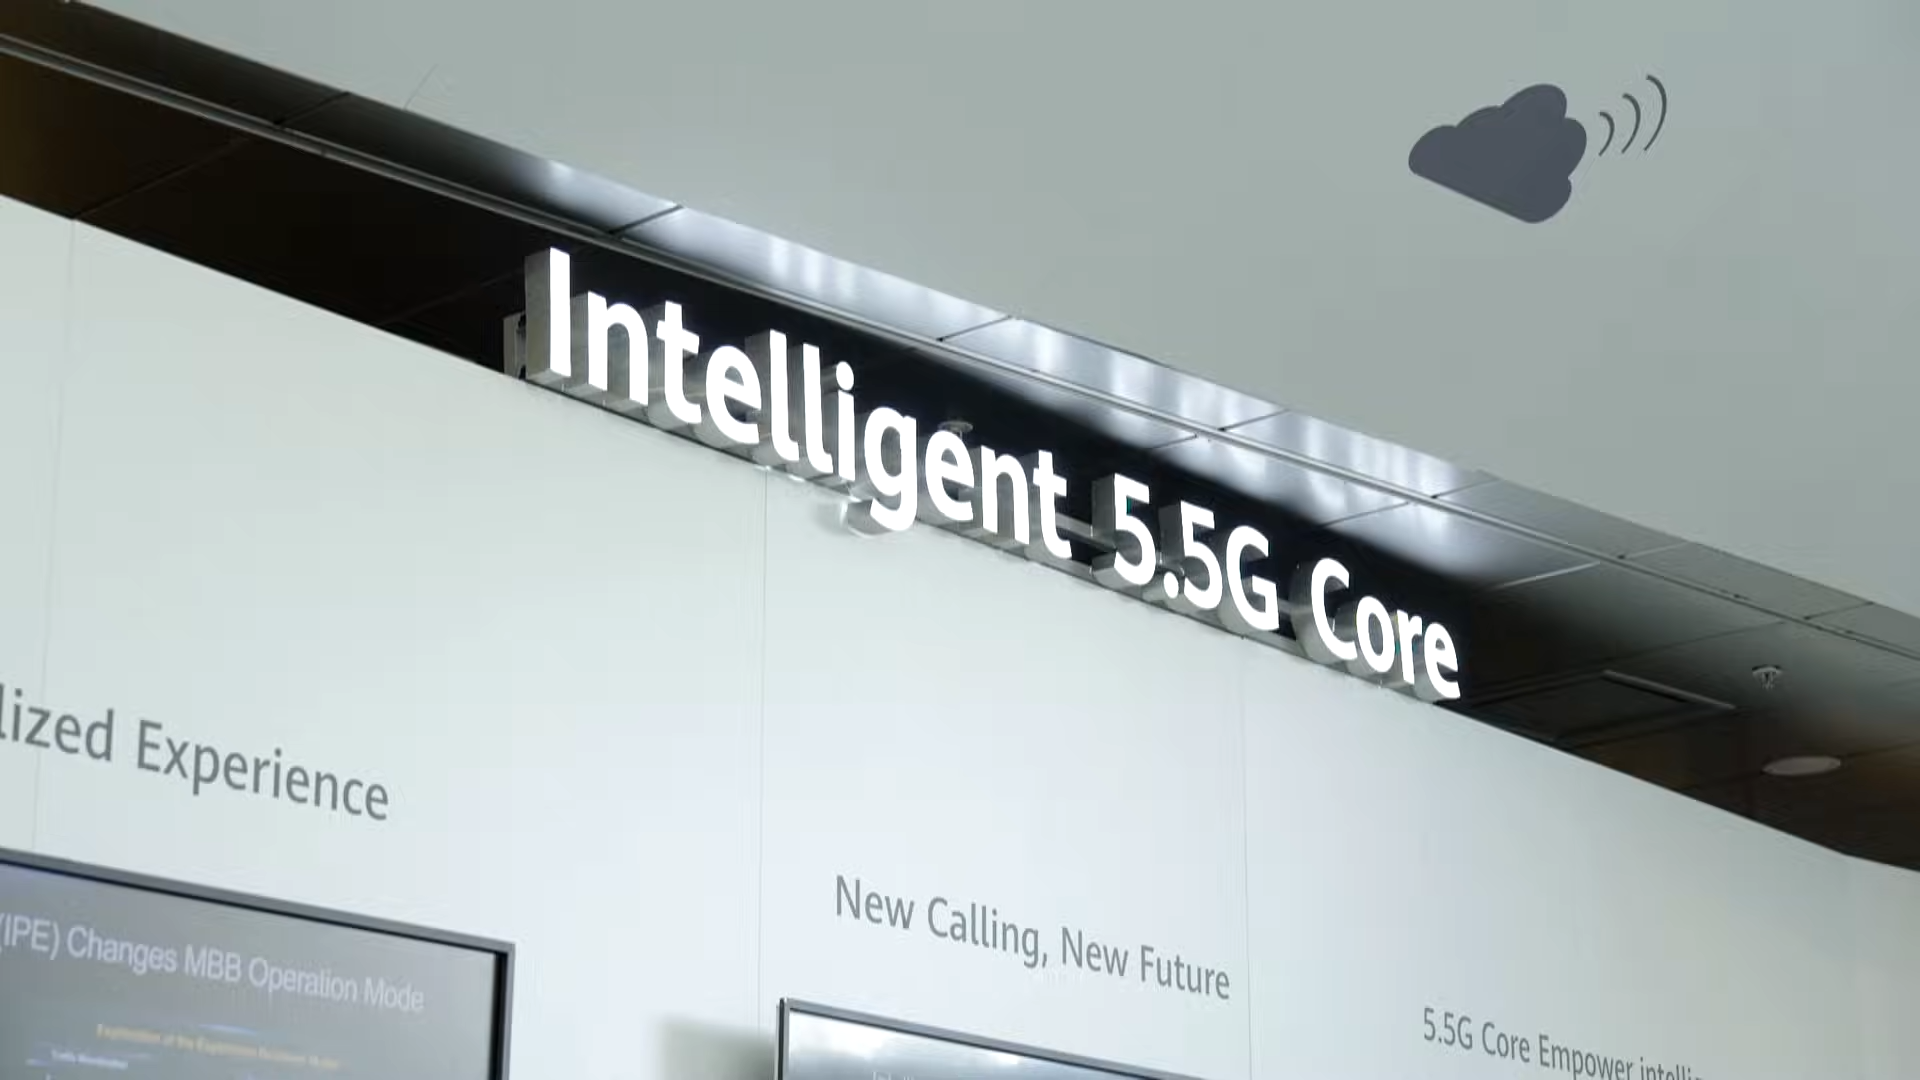 Intelligent 5.5G Core
lized Experience
(IPE) Changes MBB Operation Mode
New Calling, New Future
5.5G Core Empower intellig